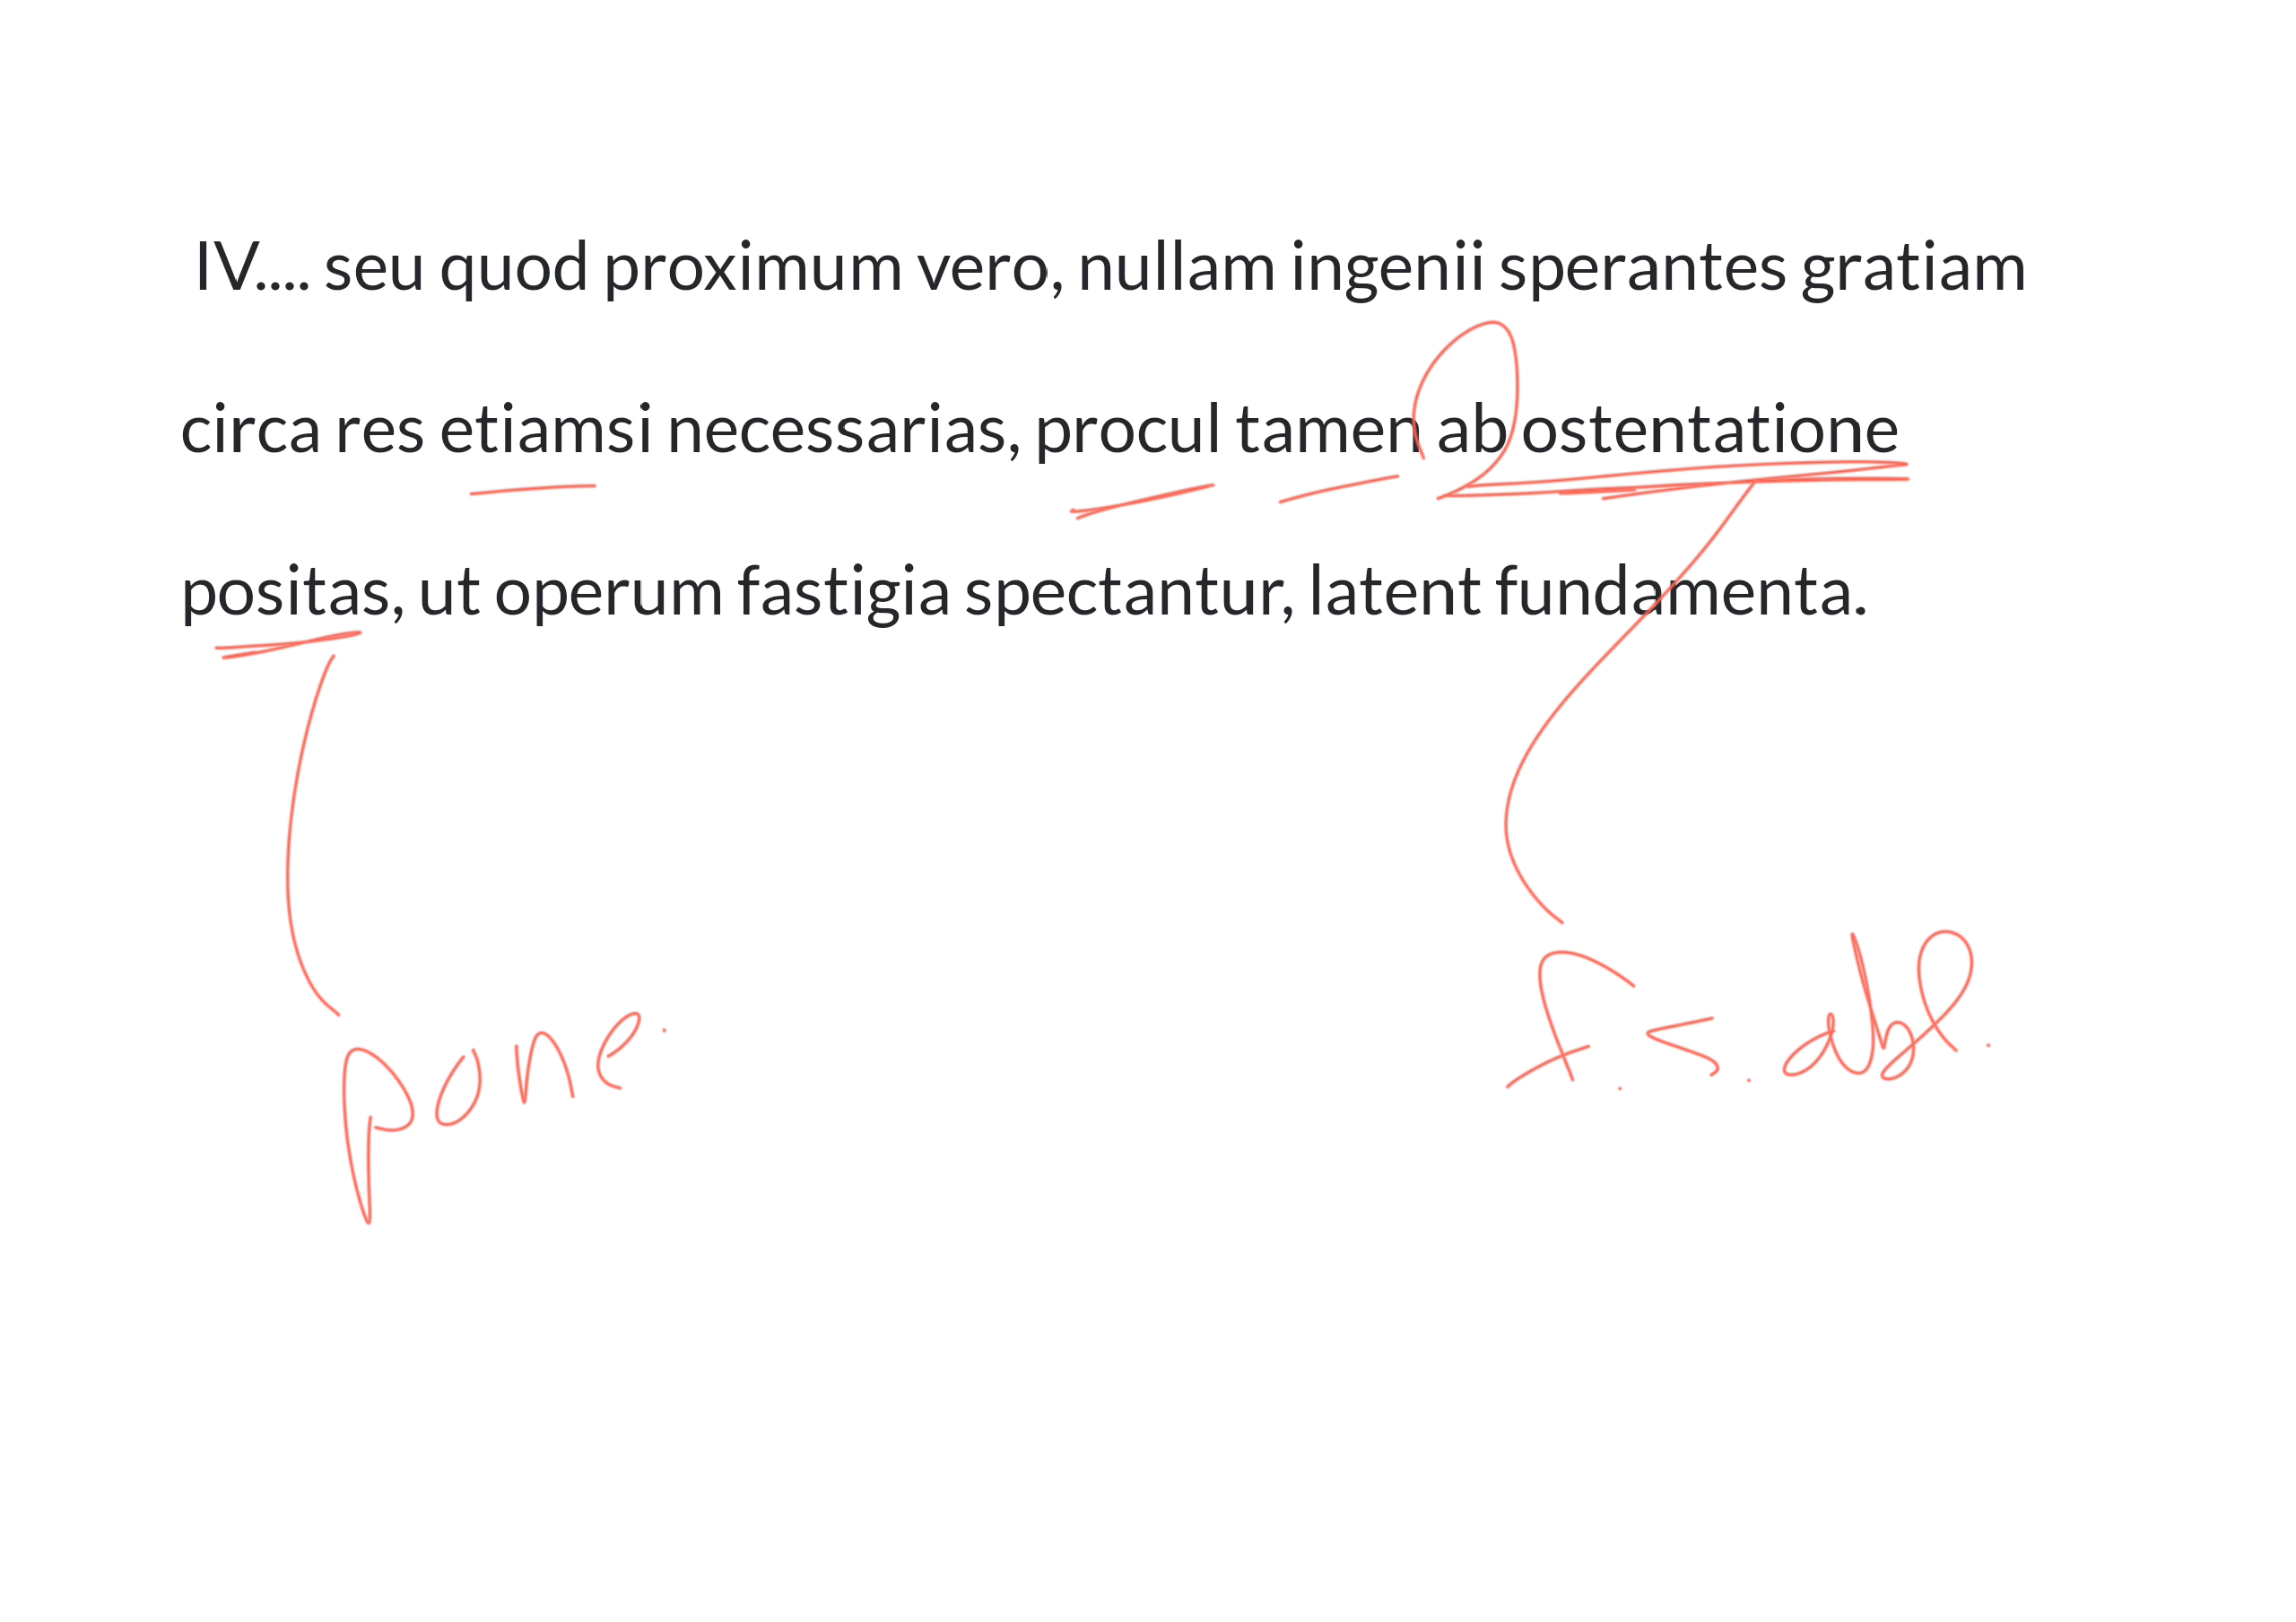 IV.... seu quod proximum vero, nullam ingenii sperantes gratiam
circa res etiamsi necessarias, procul tamen ab ostentatione
positas, ut operum fastigia spectantur, latent fundamenta.
pone.
f.s.abl.